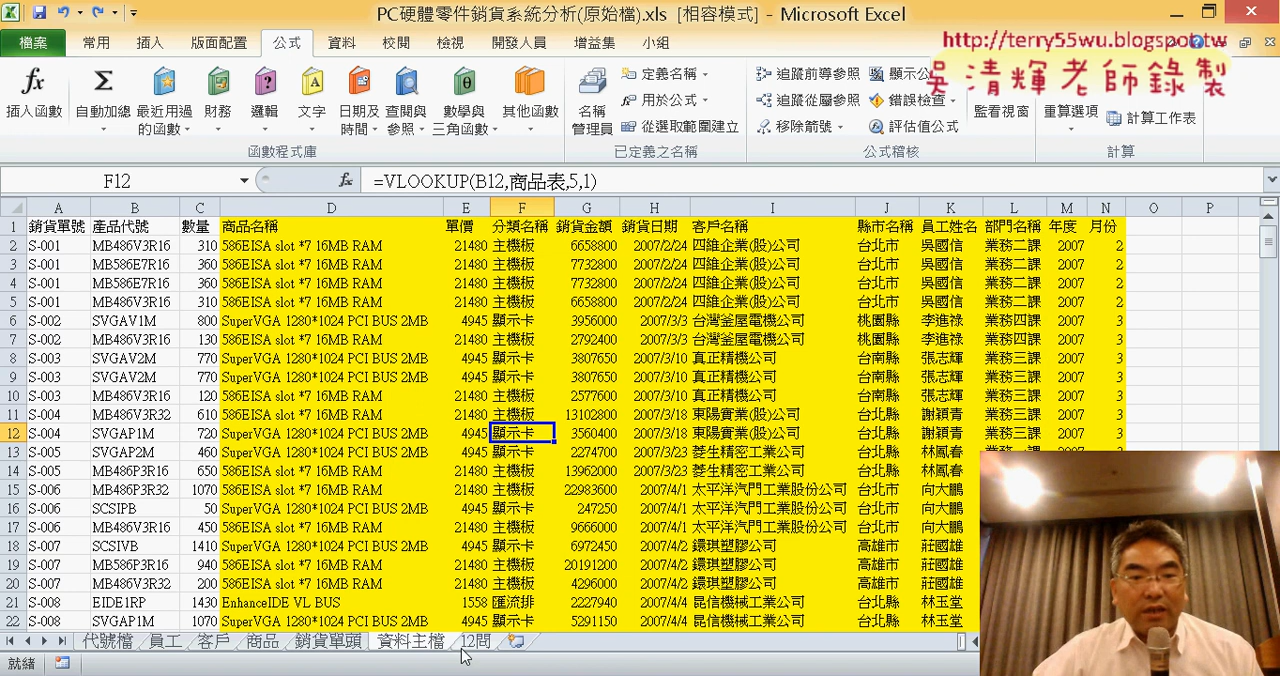 PC硬體零件銷貨系統分析(原始檔).xls [相容模式] - Microsoft Excel
檔案 常用 插入 版面配置 公式 資料 校閱 檢視 開發人員 增益集 小組
http://terry55wu.blogspot.tw
吳清輝老師錄製
插入函數 自動加總 最近用過的函數 財務 邏輯 文字 日期及時間 查閱與參照 數學與三角函數 其他函數
名稱管理員 定義名稱 用於公式 從選取範圍建立
追蹤前導參照 追蹤從屬參照 移除箭號 顯示公 錯誤檢查 評估值公式 監看視窗
重算選項 計算工作表
函數程式庫 已定義之名稱 公式稽核 計算
F12 fx =VLOOKUP(B12,商品表,5,1)
A B C D E F G H I J K L M N O P
1 銷貨單號 產品代號 數量 商品名稱 單價 分類名稱 銷貨金額 銷貨日期 客戶名稱 縣市名稱 員工姓名 部門名稱 年度 月份
2 S-001 MB486V3R16 310 586EISA slot *7 16MB RAM 21480 主機板 6658800 2007/2/24 四維企業(股)公司 台北市 吳國信 業務二課 2007 2
3 S-001 MB586E7R16 360 586EISA slot *7 16MB RAM 21480 主機板 7732800 2007/2/24 四維企業(股)公司 台北市 吳國信 業務二課 2007 2
4 S-001 MB586E7R16 360 586EISA slot *7 16MB RAM 21480 主機板 7732800 2007/2/24 四維企業(股)公司 台北市 吳國信 業務二課 2007 2
5 S-001 MB486V3R16 310 586EISA slot *7 16MB RAM 21480 主機板 6658800 2007/2/24 四維企業(股)公司 台北市 吳國信 業務二課 2007 2
6 S-002 SVGAV1M 800 SuperVGA 1280*1024 PCI BUS 2MB 4945 顯示卡 3956000 2007/3/3 台灣釜屋電機公司 桃園縣 李進祿 業務四課 2007 3
7 S-002 MB486V3R16 130 586EISA slot *7 16MB RAM 21480 主機板 2792400 2007/3/3 台灣釜屋電機公司 桃園縣 李進祿 業務四課 2007 3
8 S-003 SVGAV2M 770 SuperVGA 1280*1024 PCI BUS 2MB 4945 顯示卡 3807650 2007/3/10 真正精機公司 台南縣 張志輝 業務三課 2007 3
9 S-003 SVGAV2M 770 SuperVGA 1280*1024 PCI BUS 2MB 4945 顯示卡 3807650 2007/3/10 真正精機公司 台南縣 張志輝 業務三課 2007 3
10 S-003 MB486V3R16 120 586EISA slot *7 16MB RAM 21480 主機板 2577600 2007/3/10 真正精機公司 台南縣 張志輝 業務三課 2007 3
11 S-004 MB486V3R32 610 586EISA slot *7 16MB RAM 21480 主機板 13102800 2007/3/18 東陽實業(股)公司 台北縣 謝穎青 業務三課 2007 3
12 S-004 SVGAP1M 720 SuperVGA 1280*1024 PCI BUS 2MB 4945 顯示卡 3560400 2007/3/18 東陽實業(股)公司 台北縣 謝穎青 業務三課 2007 3
13 S-005 SVGAP2M 460 SuperVGA 1280*1024 PCI BUS 2MB 4945 顯示卡 2274700 2007/3/23 菱生精密工業公司 台北市 林鳳春
14 S-005 MB486P3R16 650 586EISA slot *7 16MB RAM 21480 主機板 13962000 2007/3/23 菱生精密工業公司 台北市 林鳳春
15 S-006 MB486P3R32 1070 586EISA slot *7 16MB RAM 21480 主機板 22983600 2007/4/1 太平洋汽門工業股份公司 台北市 向大鵬
16 S-006 SCSIPB 50 SuperVGA 1280*1024 PCI BUS 2MB 4945 顯示卡 247250 2007/4/1 太平洋汽門工業股份公司 台北市 向大鵬
17 S-006 MB486V3R16 450 586EISA slot *7 16MB RAM 21480 主機板 9666000 2007/4/1 太平洋汽門工業股份公司 台北市 向大鵬
18 S-007 SCSIVB 1410 SuperVGA 1280*1024 PCI BUS 2MB 4945 顯示卡 6972450 2007/4/2 鐶琪塑膠公司 高雄市 莊國雄
19 S-007 MB586P3R16 940 586EISA slot *7 16MB RAM 21480 主機板 20191200 2007/4/2 鐶琪塑膠公司 高雄市 莊國雄
20 S-007 MB486V3R32 200 586EISA slot *7 16MB RAM 21480 主機板 4296000 2007/4/2 鐶琪塑膠公司 高雄市 莊國雄
21 S-008 EIDE1RP 1430 EnhanceIDE VL BUS 1558 匯流排 2227940 2007/4/4 昆信機械工業公司 台北縣 林玉堂
22 S-008 SVGAP1M 1070 SuperVGA 1280*1024 PCI BUS 2MB 4945 顯示卡 5291150 2007/4/4 昆信機械工業公司 台北縣 林玉堂
代號檔 員工 客戶 商品 銷貨單頭 資料主檔 12問
就緒